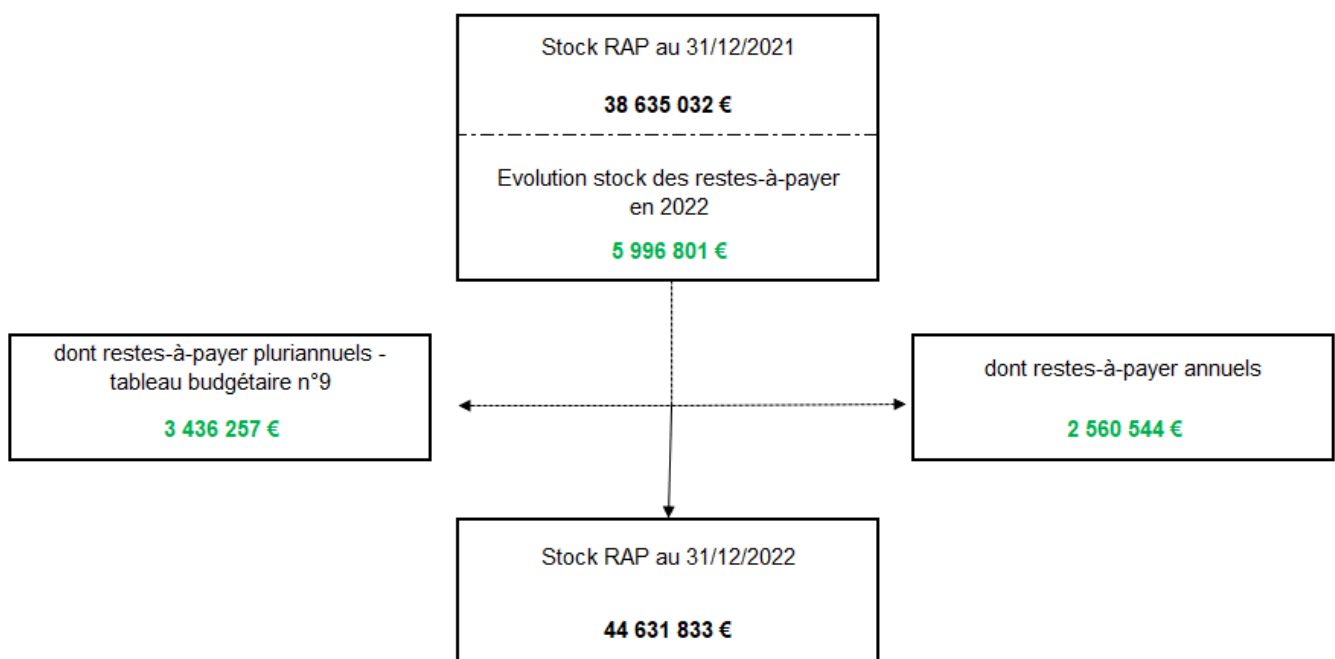 Stock RAP au 31/12/2021
38 635 032 €
Evolution stock des restes-à-payer
en 2022
5 996 801 €
dont restes-à-payer pluriannuels -
tableau budgétaire n°9
3 436 257 €
dont restes-à-payer annuels
2 560 544 €
Stock RAP au 31/12/2022
44 631 833 €